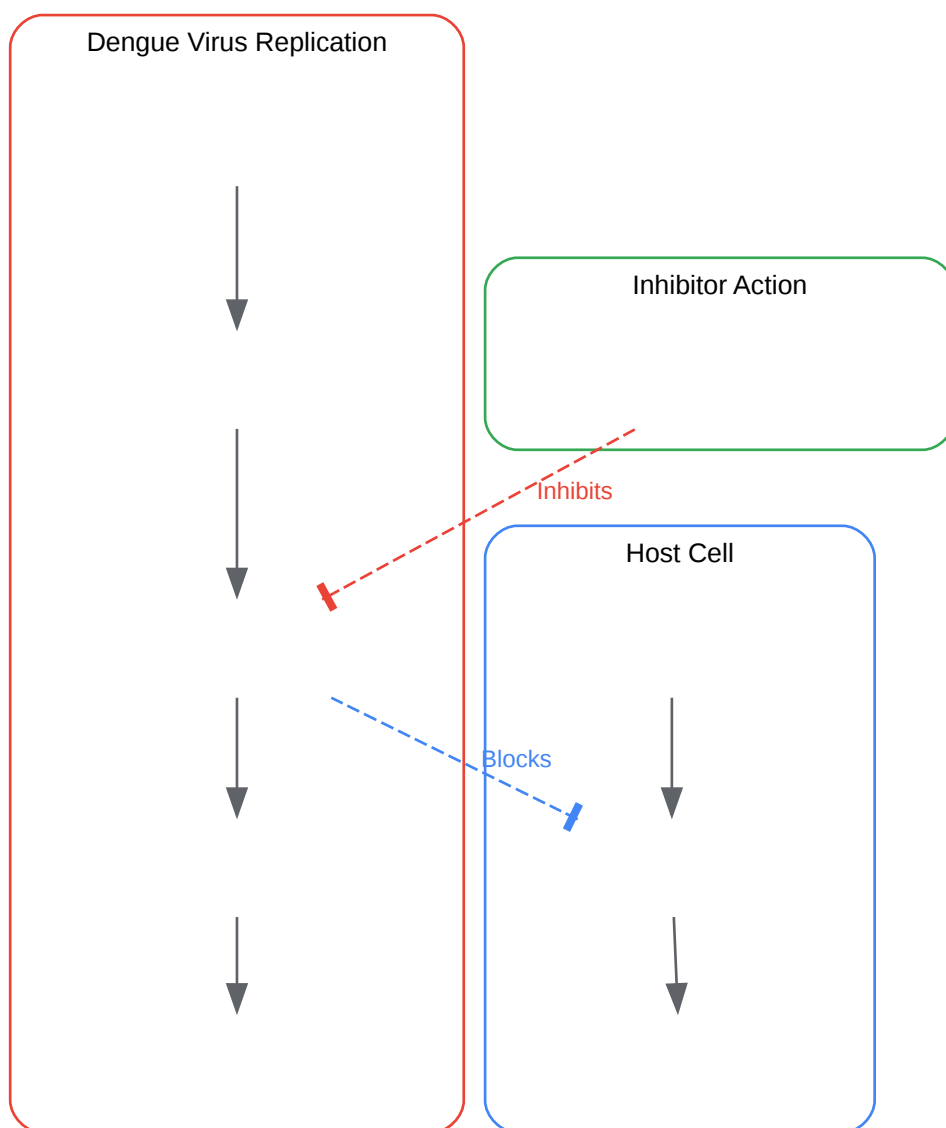 Dengue Virus Replication
Inhibitor Action
Inhibits
Host Cell
Blocks